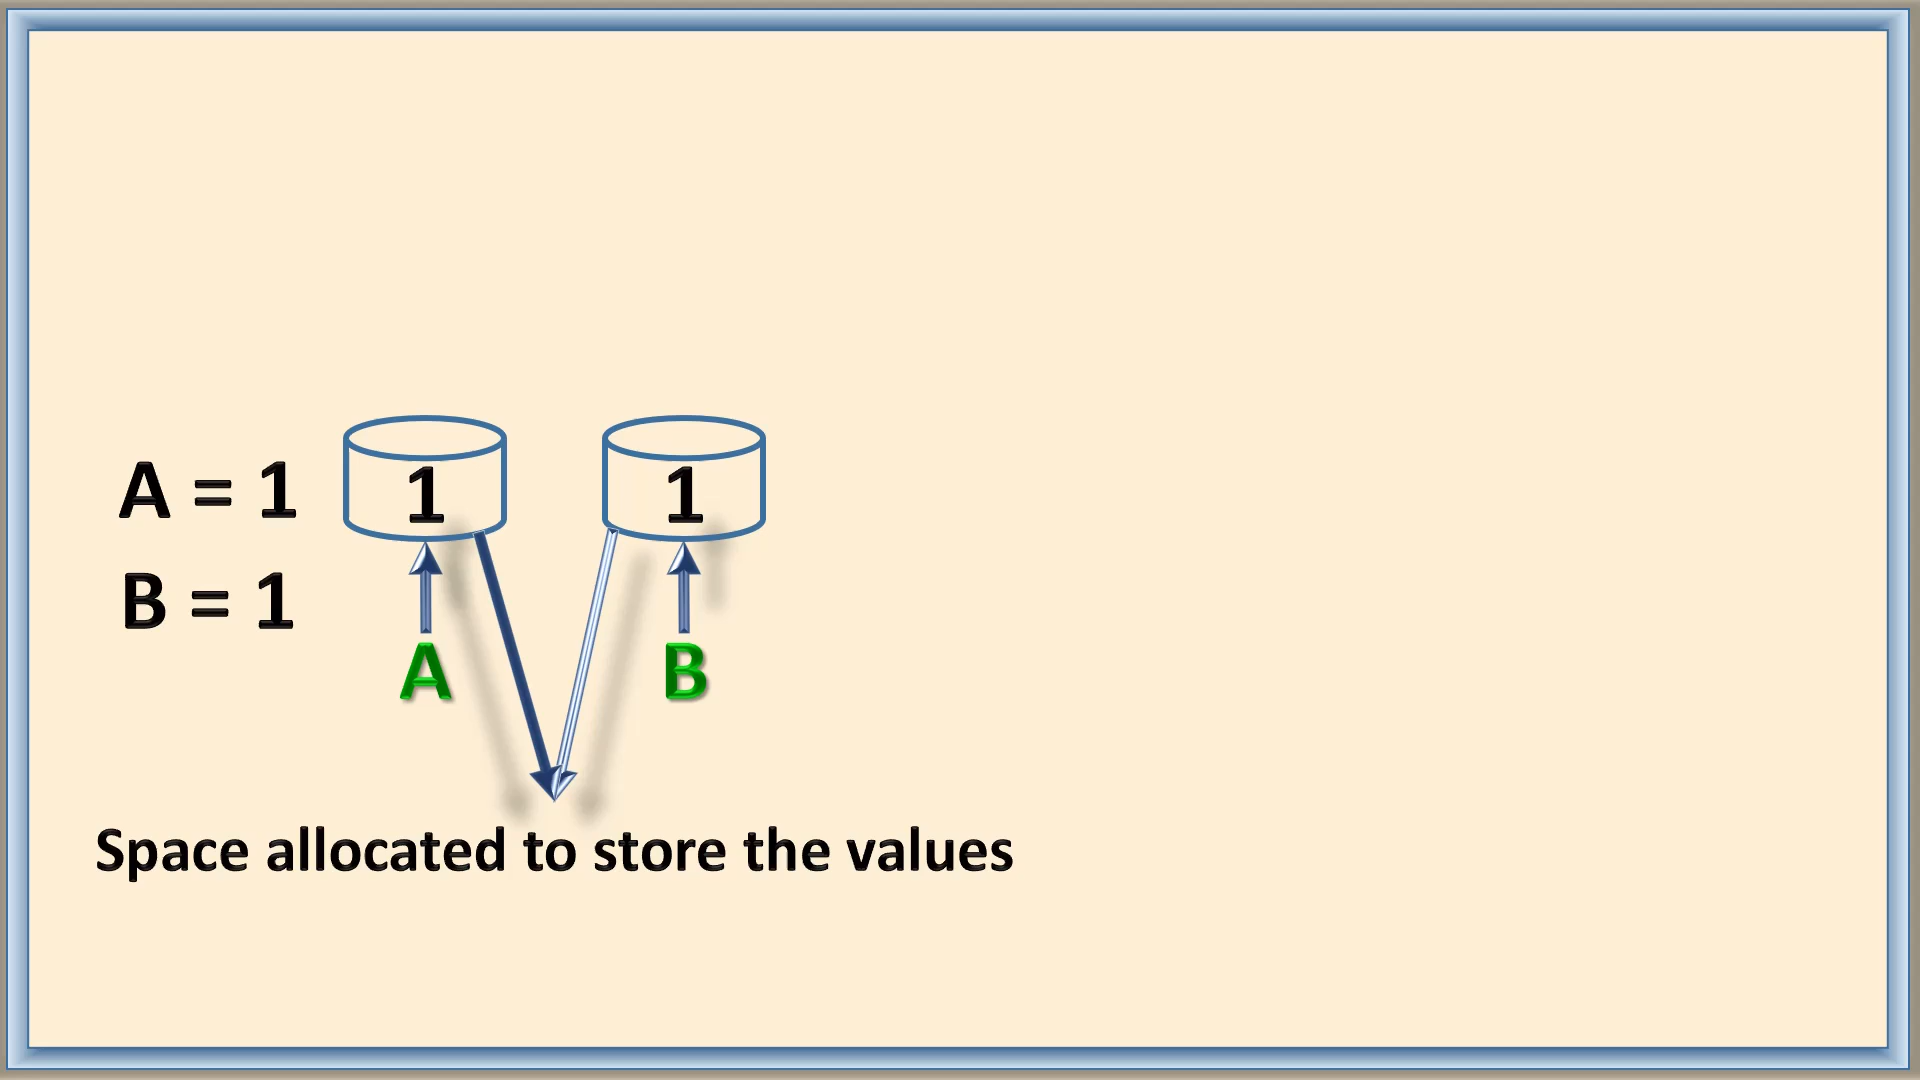 A = 1
1
1
B = 1
A
B
Space allocated to store the values